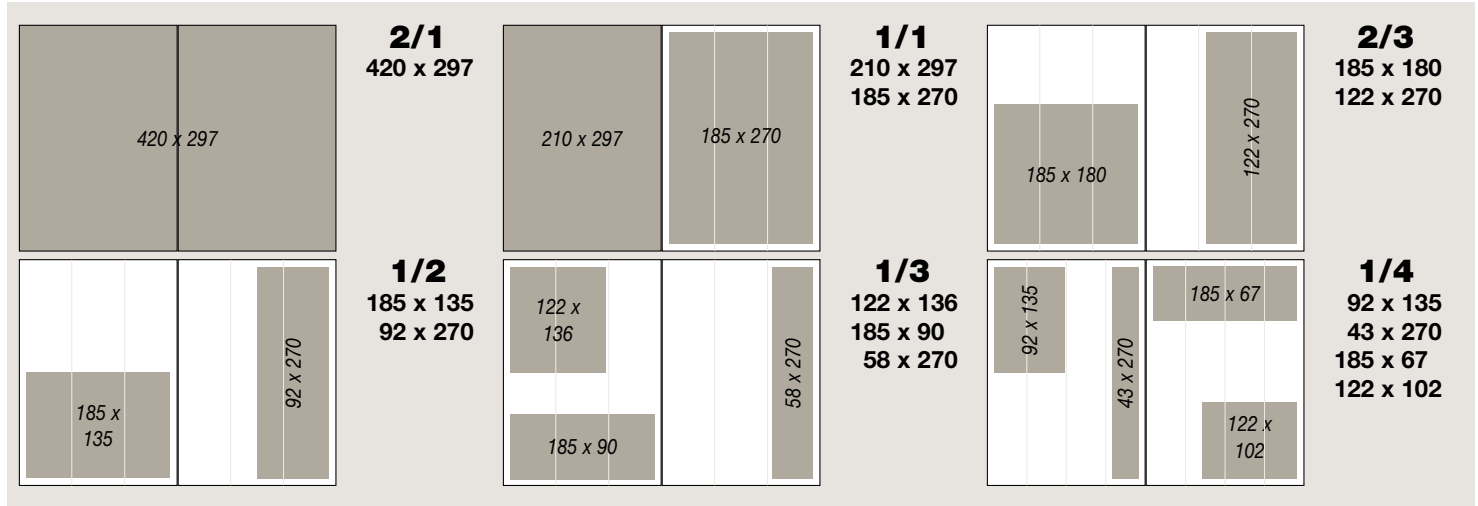 420 x 297
2/1
420 x 297
210 x 297
185 x 270
1/1
210 x 297
185 x 270
185 x 180
122 x 270
2/3
185 x 180
122 x 270
185 x
135
92 x 270
1/2
185 x 135
92 x 270
122 x
136
185 x 90
58 x 270
1/3
122 x 136
185 x 90
58 x 270
92 x 135
43 x 270
185 x 67
122 x
102
1/4
92 x 135
43 x 270
185 x 67
122 x 102